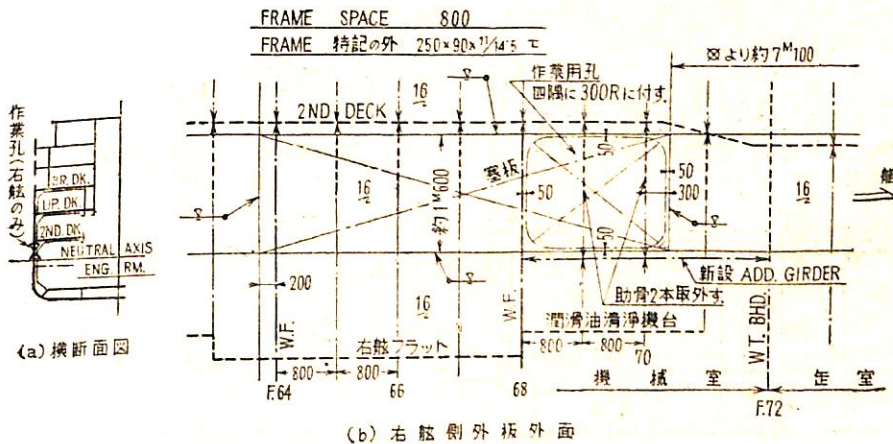 FRAME SPACE 800
FRAME 特記の外 250×90×11/14.5 τ
作業用孔
四隅に300Rに付す
⊠より約7ᴹ100
作業孔(右舷のみ)
BR. DK.
UP. DK.
2ND. DK.
NEUTRAL AXIS
ENG. RM.
(a) 横断面図
2ND. DECK
16
塞板
16
約1ᴹ600
50
50
50
50
300
16
200
16
新設 ADD. GIRDER
助骨2本取外す
潤滑油清淨機台
W.F.
W.F.
W.T. BHD.
右舷フラット
800
800
800
800
70
F.64
66
68
機械室
缶室
F.72
(b) 右舷側外板外面